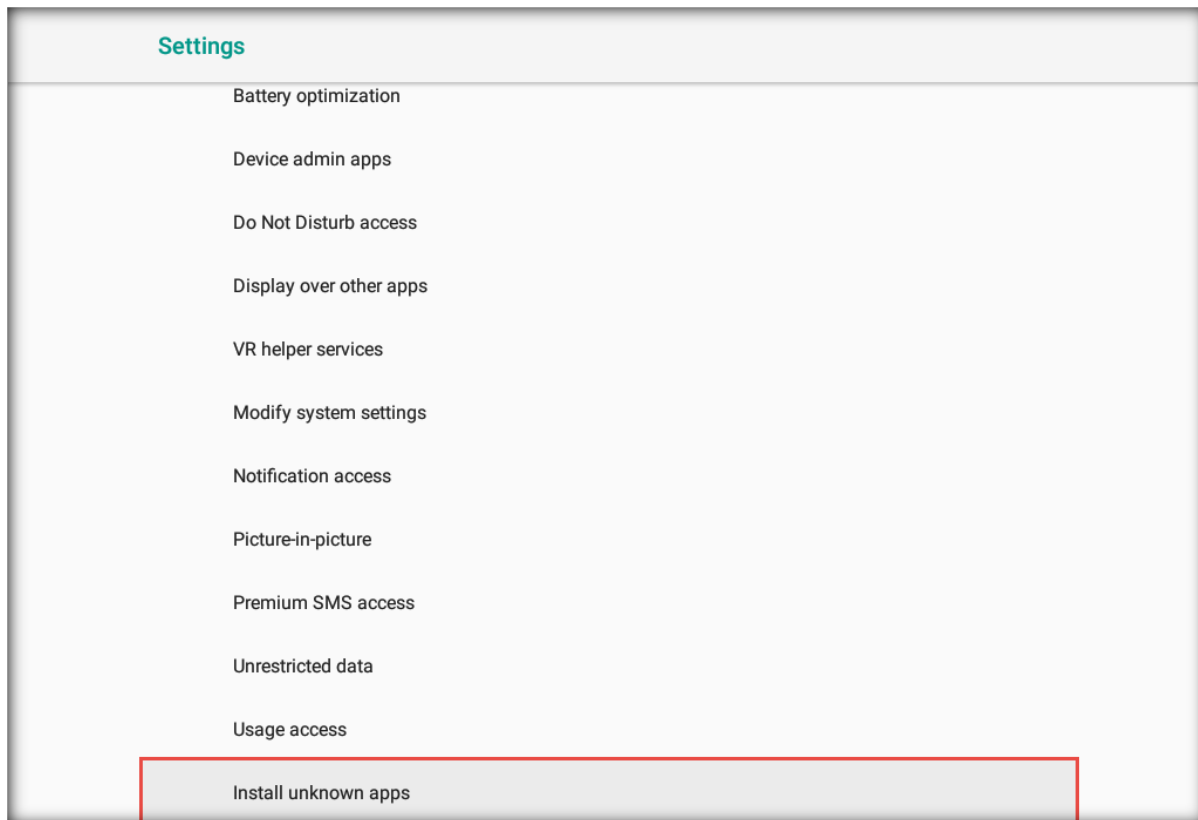 Settings
Battery optimization
Device admin apps
Do Not Disturb access
Display over other apps
VR helper services
Modify system settings
Notification access
Picture-in-picture
Premium SMS access
Unrestricted data
Usage access
Install unknown apps